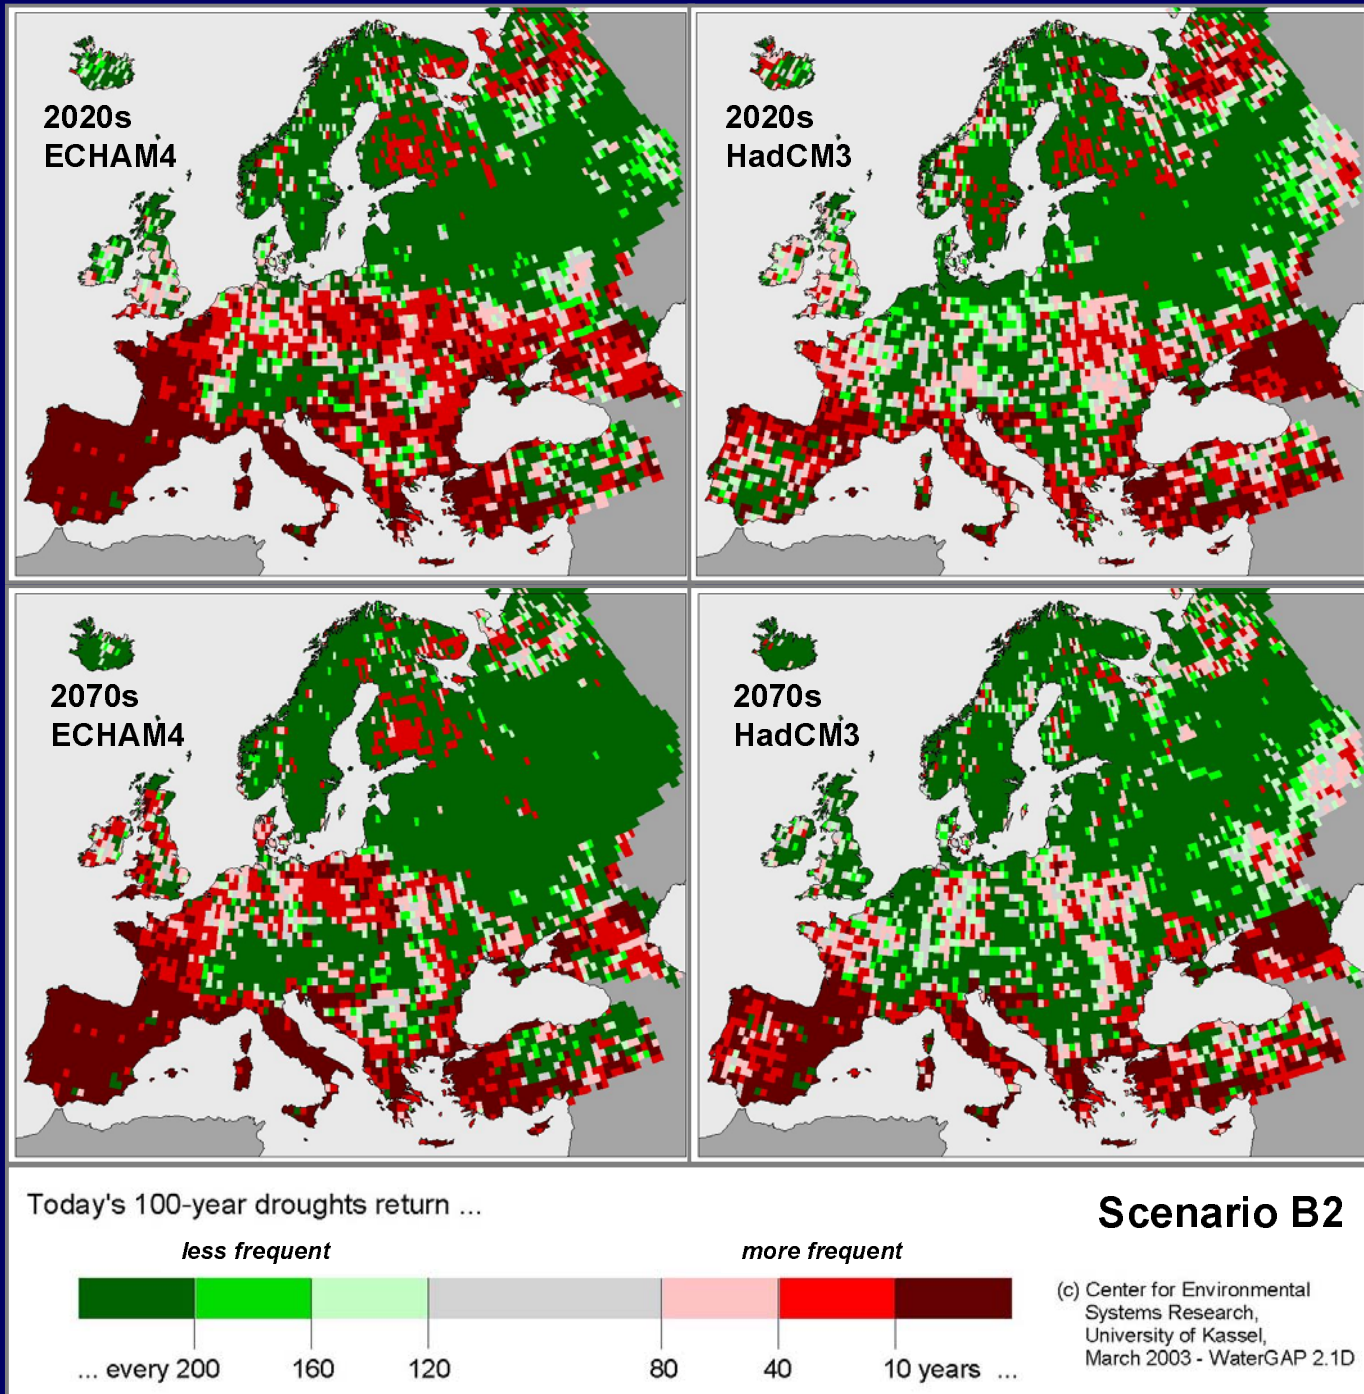 2020s
ECHAM4
2020s
HadCM3
2070s
ECHAM4
2070s
HadCM3
Today's 100-year droughts return ...
Scenario B2
less frequent
more frequent
... every 200 160 120 80 40 10 years ...
(c) Center for Environmental
Systems Research,
University of Kassel,
March 2003 - WaterGAP 2.1D